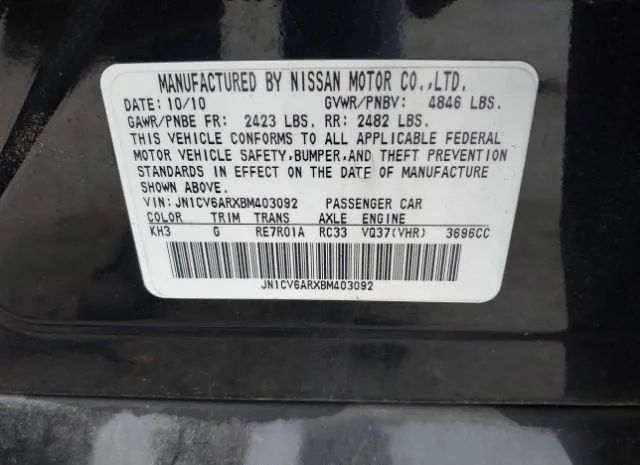 MANUFACTURED BY NISSAN MOTOR CO.,LTD.
DATE: 10/10 GVWR/PNBV: 4846 LBS.
GAWR/PNBE FR: 2423 LBS. RR: 2482 LBS.
THIS VEHICLE CONFORMS TO ALL APPLICABLE FEDERAL
MOTOR VEHICLE SAFETY,BUMPER,AND THEFT PREVENTION
STANDARDS IN EFFECT ON THE DATE OF MANUFACTURE
SHOWN ABOVE.
VIN: JN1CV6ARXBM403092 PASSENGER CAR
COLOR TRIM TRANS AXLE ENGINE
KH3 G RE7R01A RC33 VQ37(VHR) 3696CC
JN1CV6ARXBM403092